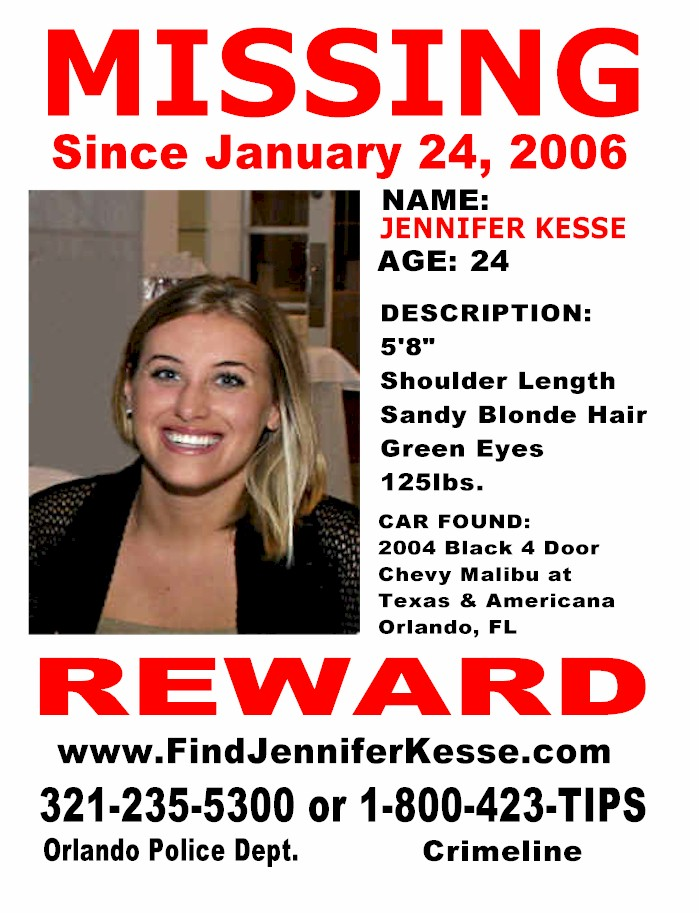 MISSING
Since January 24, 2006
NAME:
JENNIFER KESSE
AGE: 24
DESCRIPTION:
5'8"
Shoulder Length
Sandy Blonde Hair
Green Eyes
125lbs.
CAR FOUND:
2004 Black 4 Door
Chevy Malibu at
Texas & Americana
Orlando, FL
REWARD
www.FindJenniferKesse.com
321-235-5300 or 1-800-423-TIPS
Orlando Police Dept. Crimeline